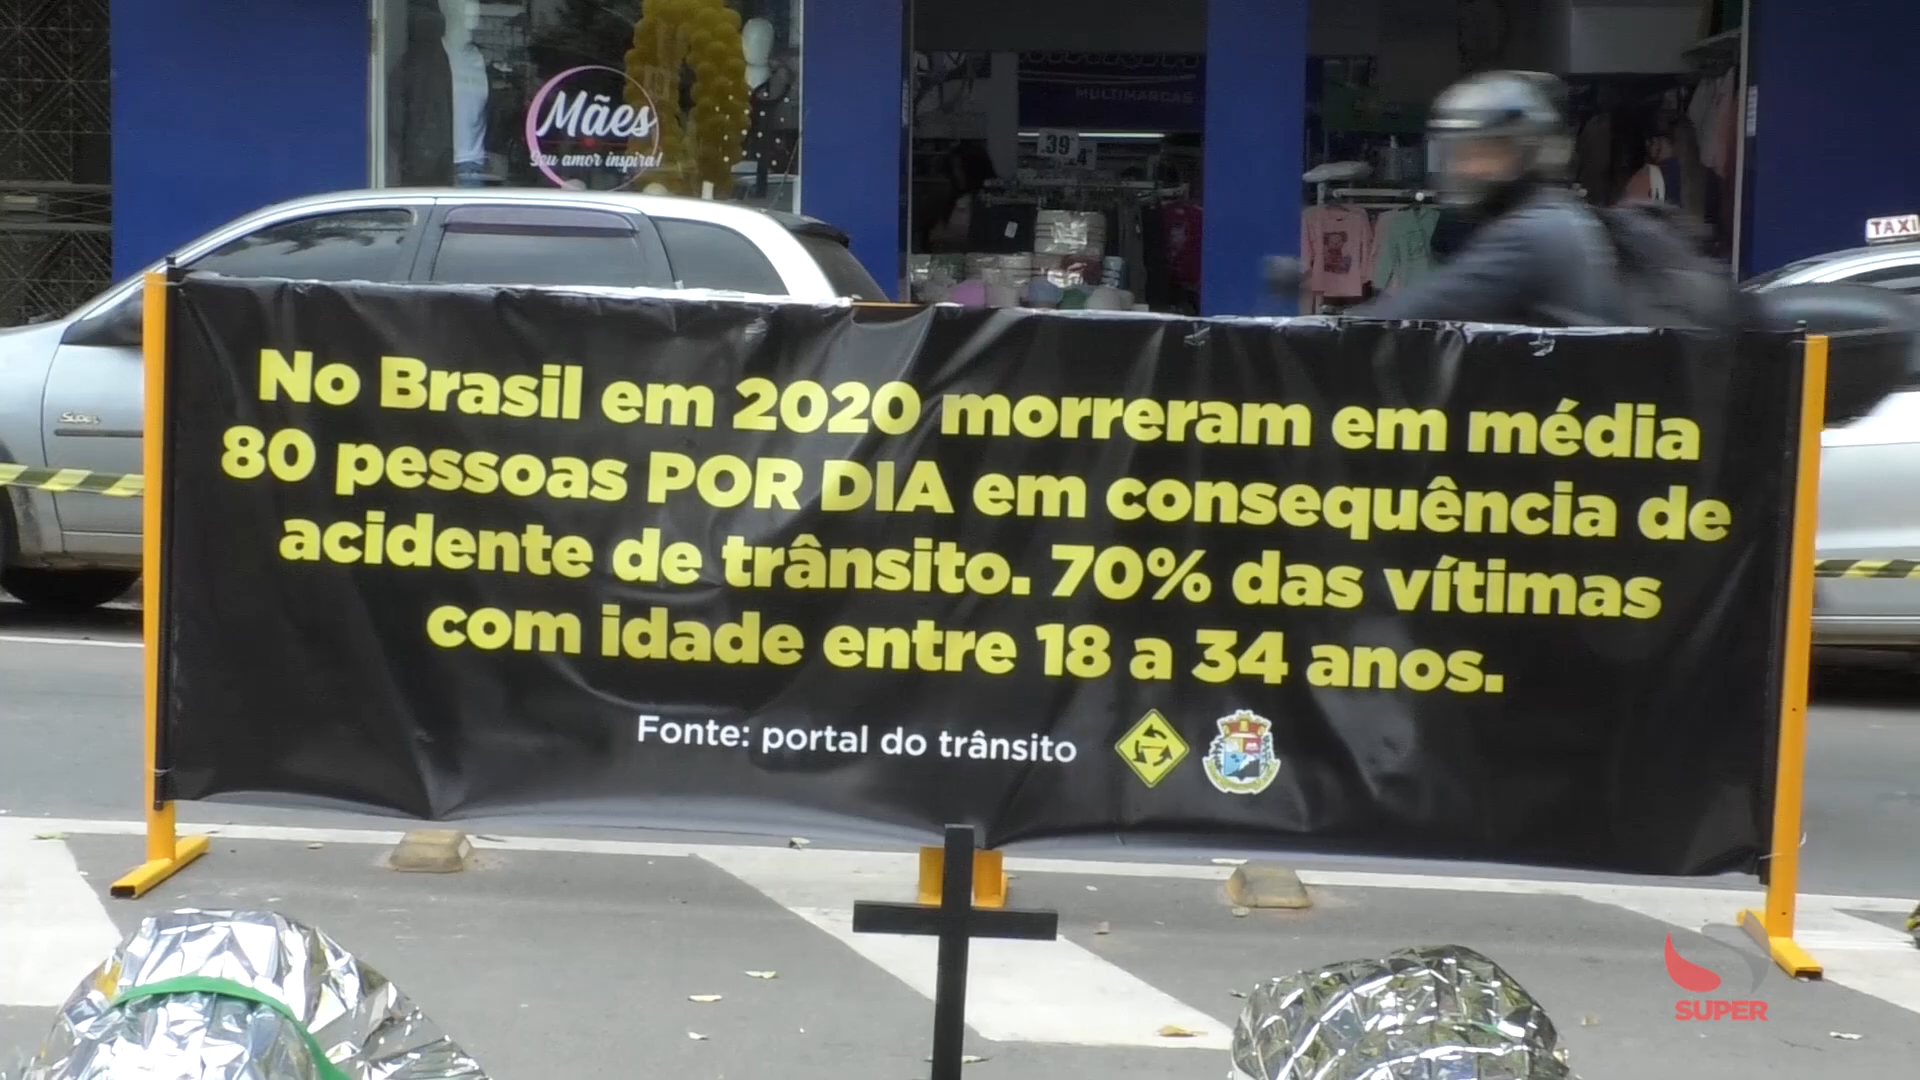 Mães
Seu amor inspira!
MULTIMARCAS
39
TAXI
No Brasil em 2020 morreram em média
80 pessoas POR DIA em consequência de
acidente de trânsito. 70% das vítimas
com idade entre 18 a 34 anos.
Fonte: portal do trânsito
SUPER